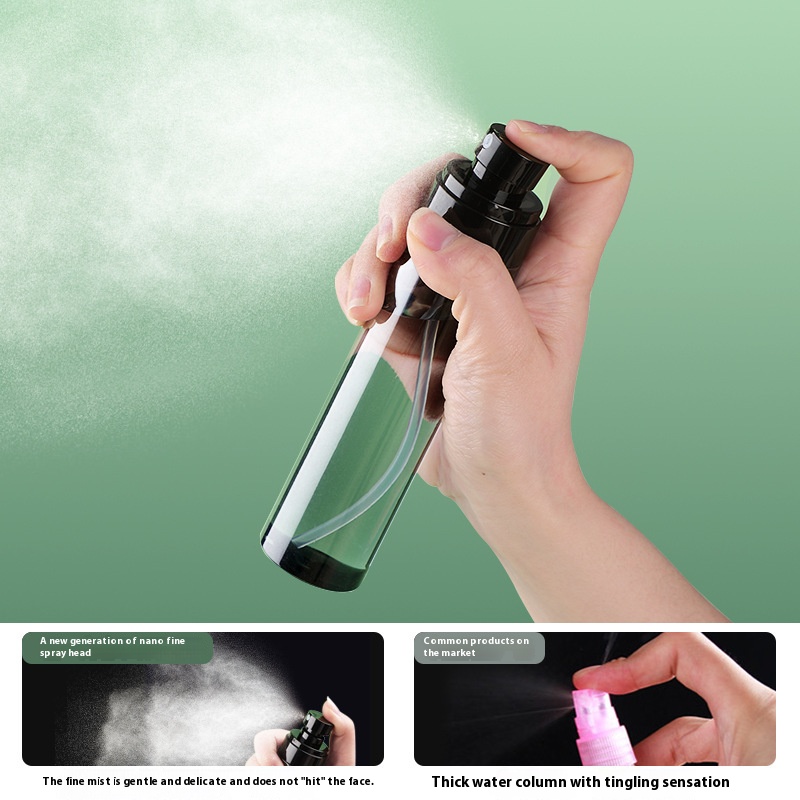 A new generation of nano fine
spray head
Common products on
the market
The fine mist is gentle and delicate and does not "hit" the face.
Thick water column with tingling sensation